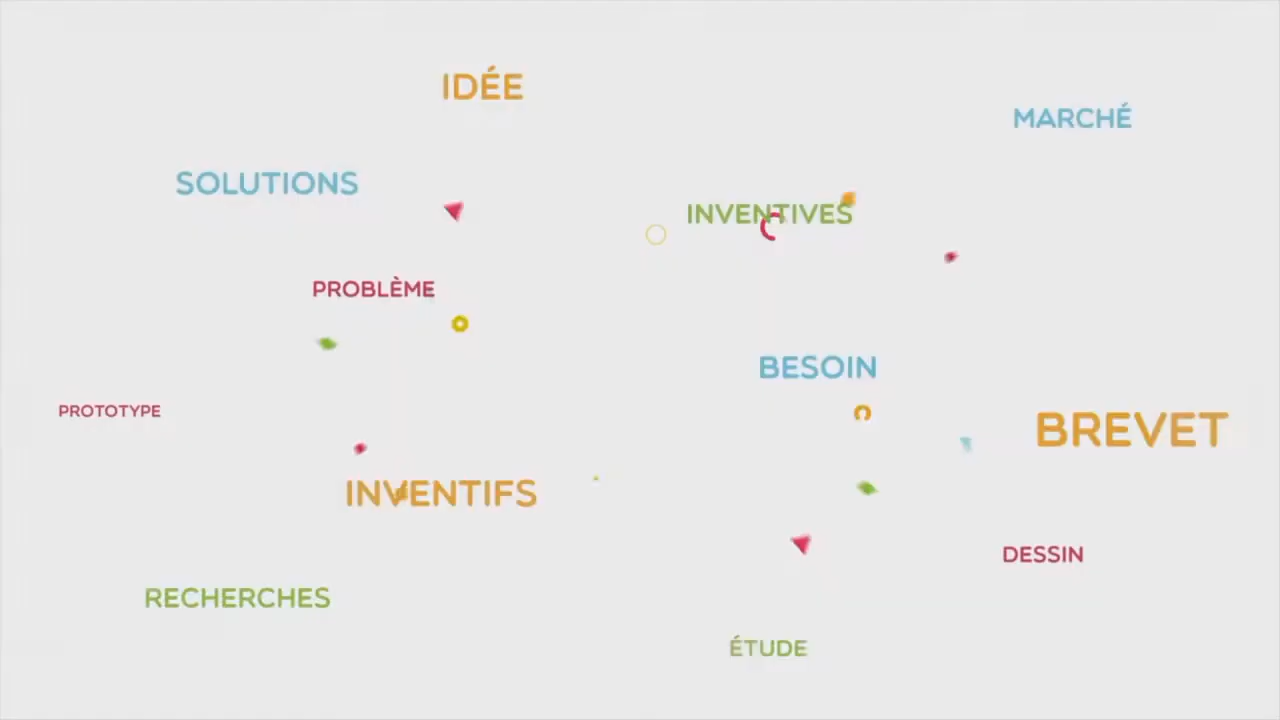 IDÉE
MARCHÉ
SOLUTIONS
INVENTIVES
PROBLÈME
BESOIN
PROTOTYPE
BREVET
INVENTIFS
DESSIN
RECHERCHES
ÉTUDE